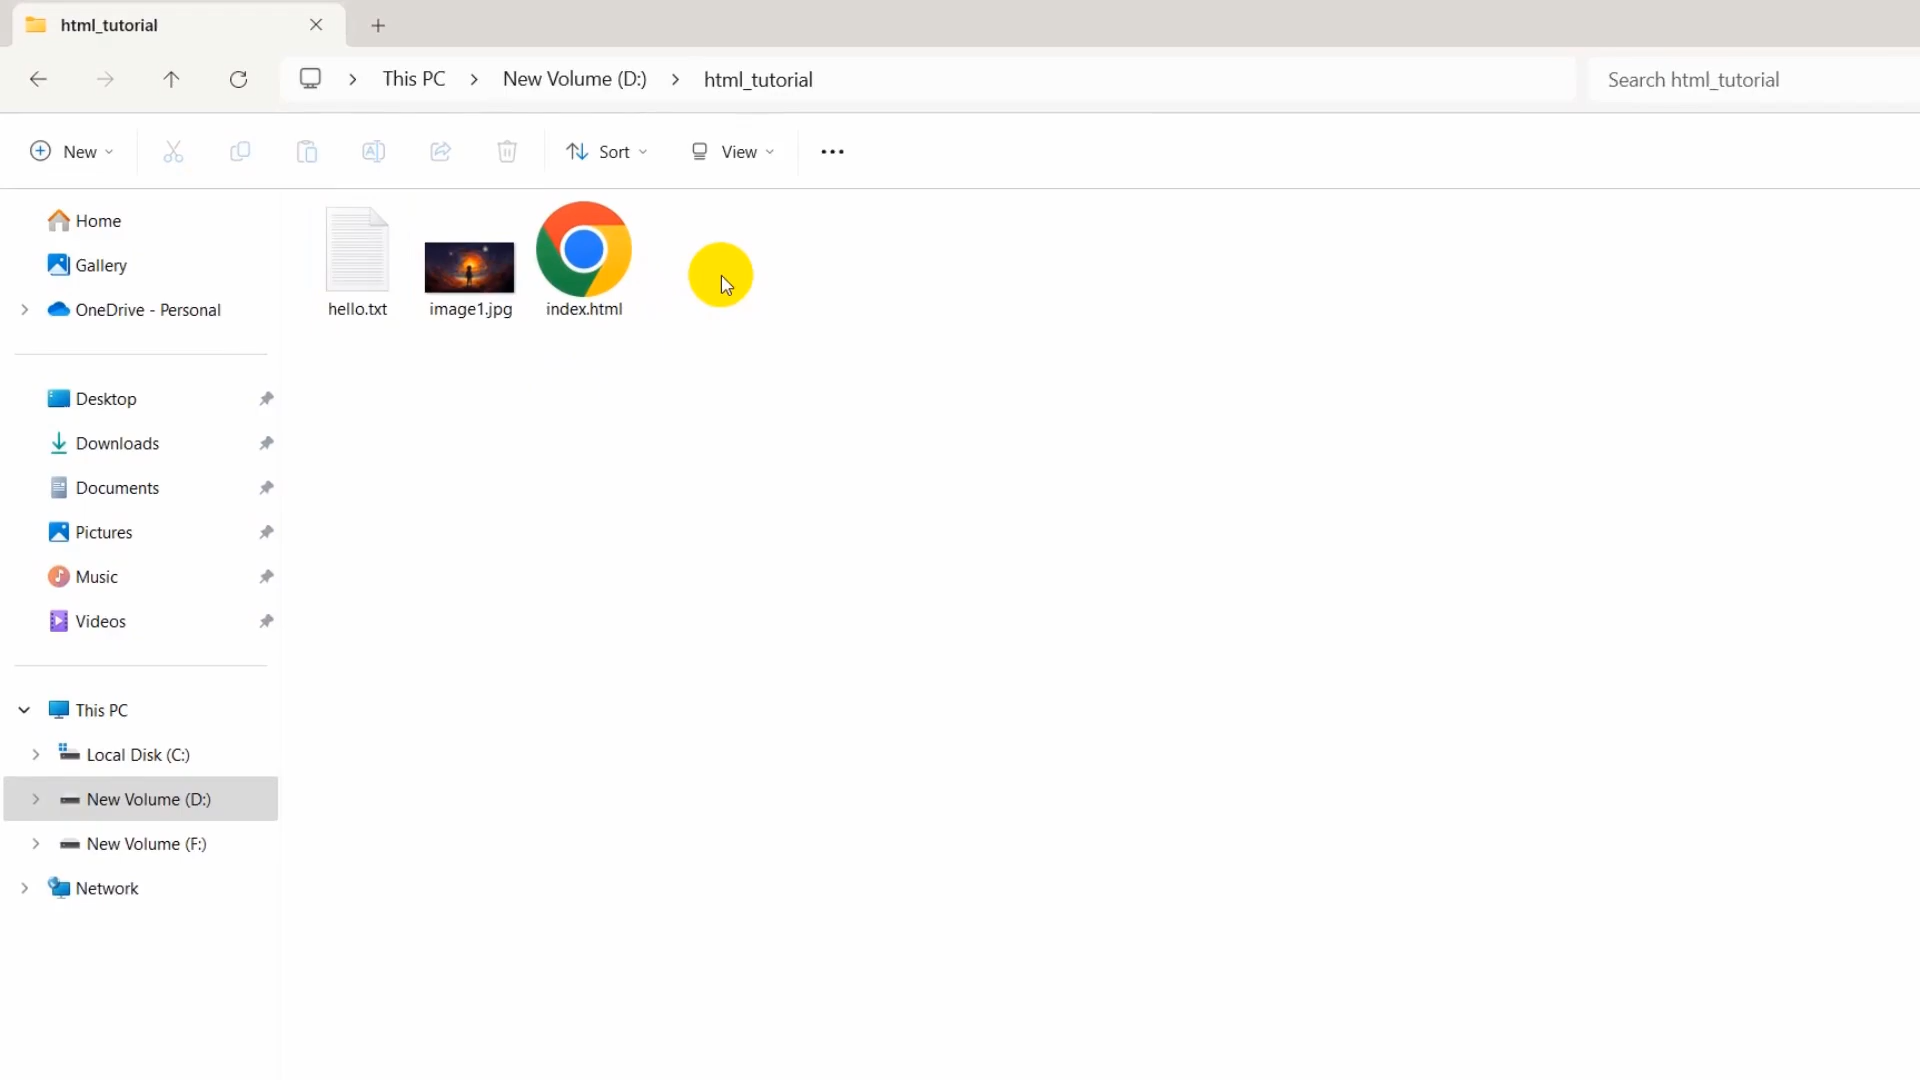 html_tutorial
This PC
New Volume (D:)
html_tutorial
Search html_tutorial
New
Sort
View
hello.txt
image1.jpg
index.html
Home
Gallery
OneDrive - Personal
Desktop
Downloads
Documents
Pictures
Music
Videos
This PC
Local Disk (C:)
New Volume (D:)
New Volume (F:)
Network